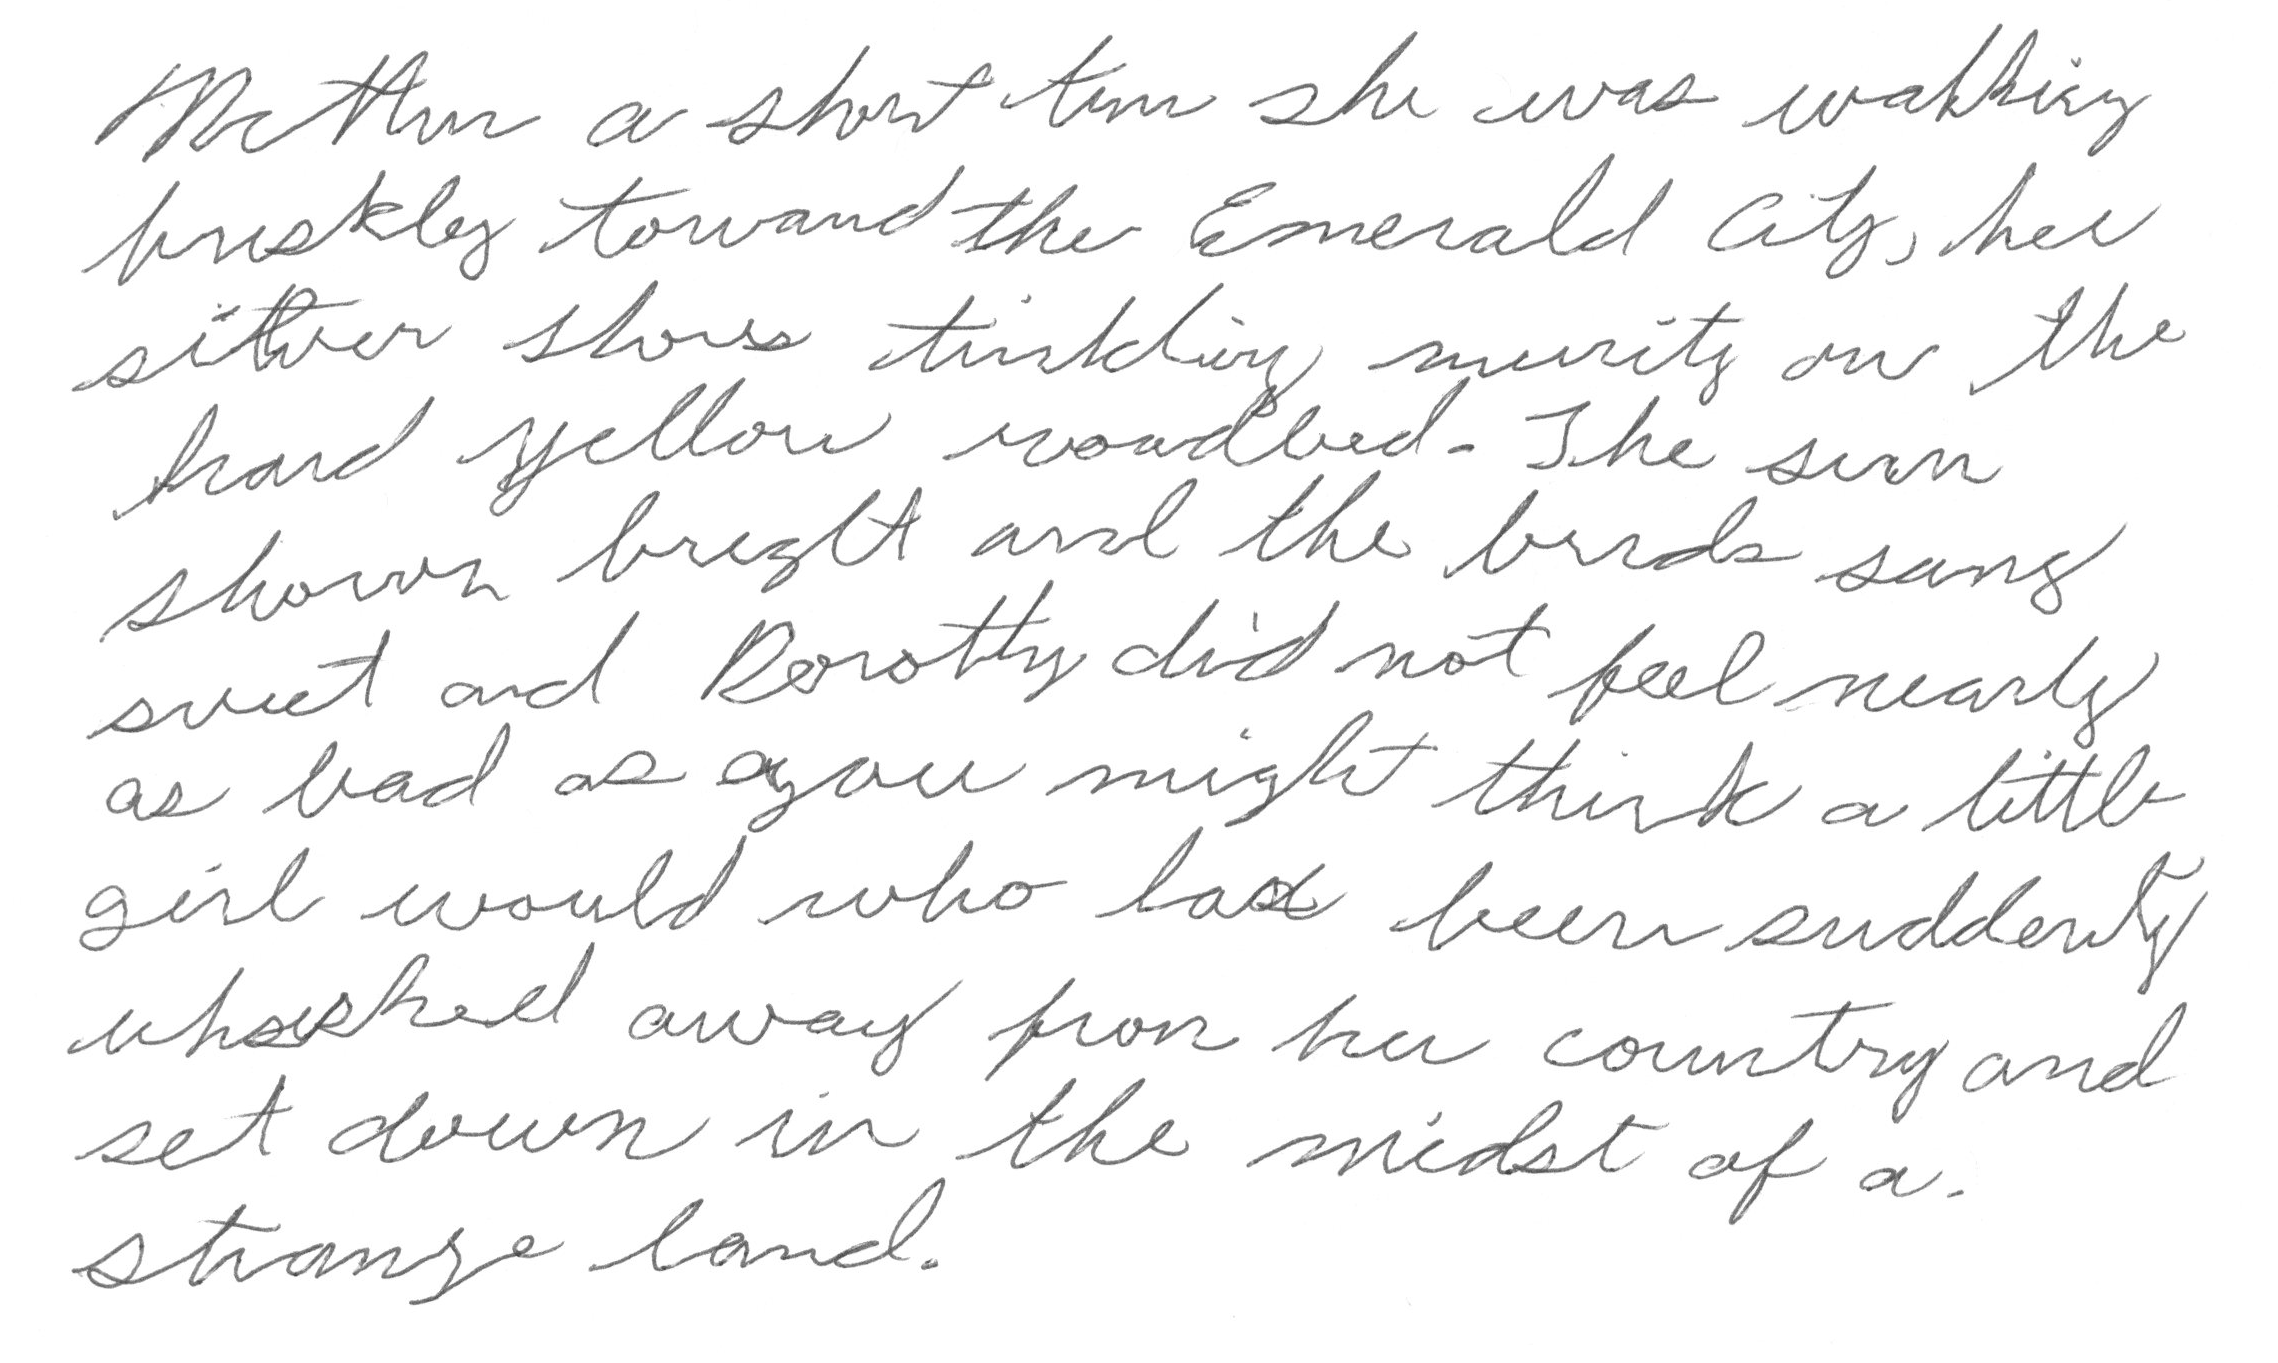 Within a short time she was walking
briskly toward the Emerald City, her
silver shoes tinkling merrily on the
hard yellow roadbed. The sun
shown bright and the birds sang
sweet and Dorothy did not feel nearly
as bad as you might think a little
girl would who had been suddenly
whisked away from her country and
set down in the midst of a.
strange land.